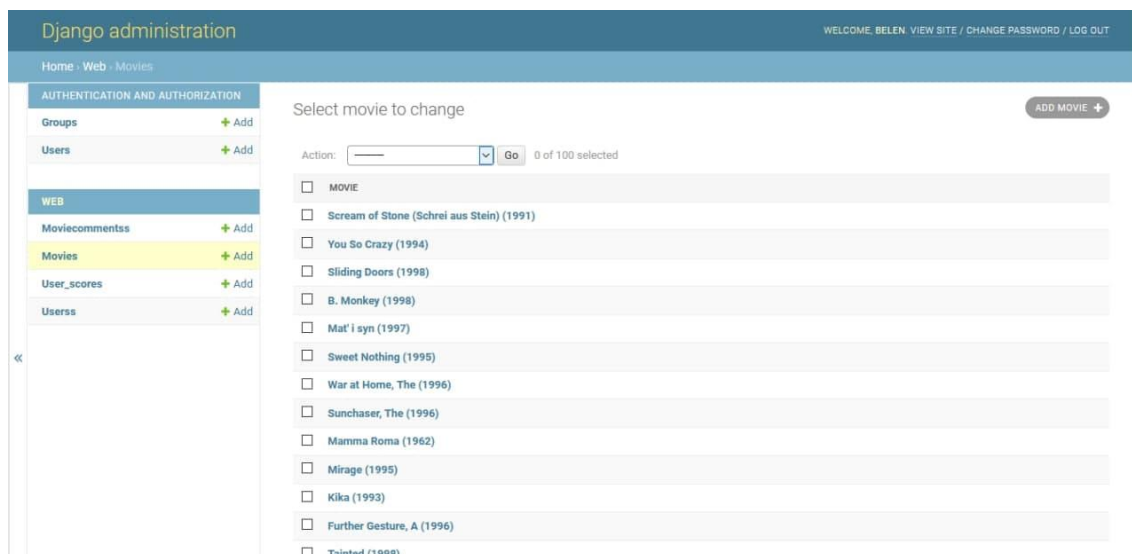 Django administration
WELCOME, BELEN. VIEW SITE / CHANGE PASSWORD / LOG OUT
Home › Web › Movies
AUTHENTICATION AND AUTHORIZATION
Groups + Add
Users + Add
WEB
Moviecommentss + Add
Movies + Add
User_scores + Add
Userss + Add
«
Select movie to change
ADD MOVIE +
Action: Go 0 of 100 selected
MOVIE
Scream of Stone (Schrei aus Stein) (1991)
You So Crazy (1994)
Sliding Doors (1998)
B. Monkey (1998)
Mat' i syn (1997)
Sweet Nothing (1995)
War at Home, The (1996)
Sunchaser, The (1996)
Mamma Roma (1962)
Mirage (1995)
Kika (1993)
Further Gesture, A (1996)
Tainted (1998)